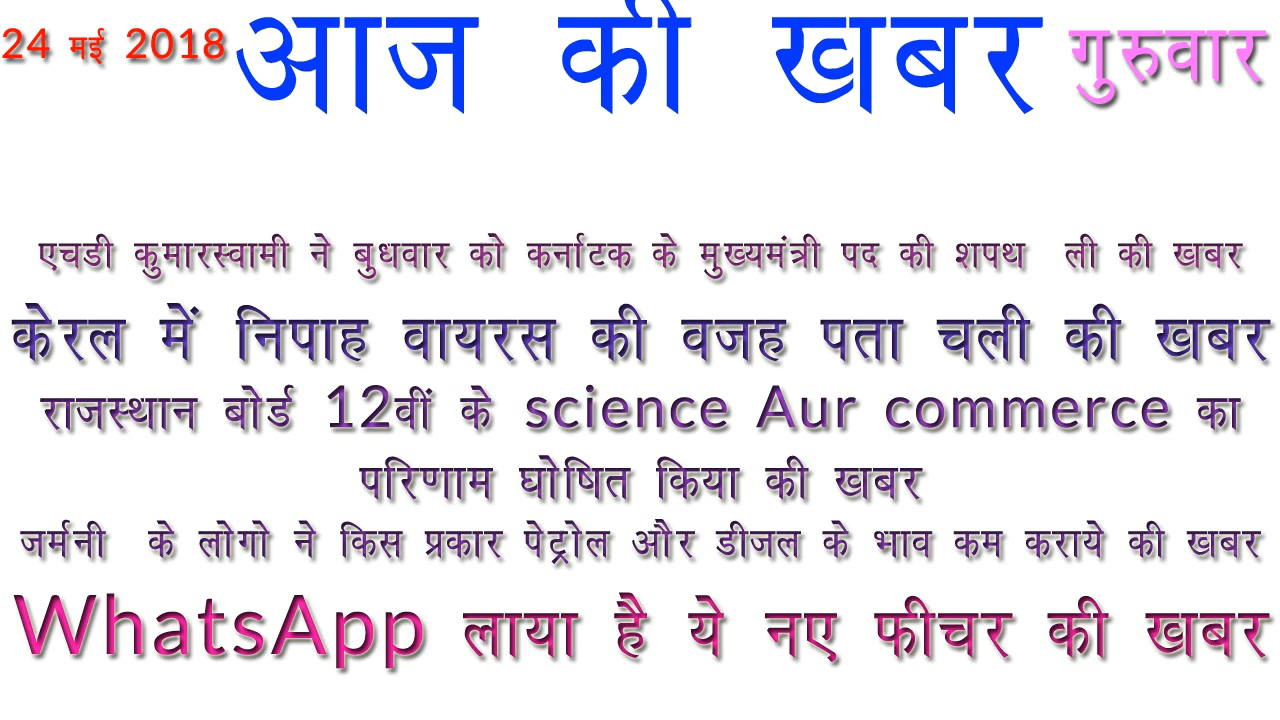 24 मई 2018 आज की खबर गुरुवार
एचडी कुमारस्वामी ने बुधवार को कर्नाटक के मुख्यमंत्री पद की शपथ ली की खबर
केरल में निपाह वायरस की वजह पता चली की खबर
राजस्थान बोर्ड 12वीं के science Aur commerce का
परिणाम घोषित किया की खबर
जर्मनी के लोगो ने किस प्रकार पेट्रोल और डीजल के भाव कम कराये की खबर
WhatsApp लाया है ये नए फीचर की खबर